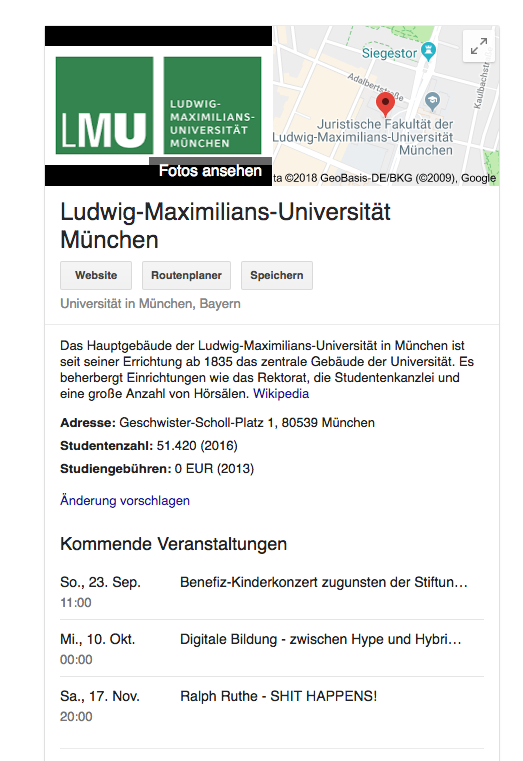 LMU
LUDWIG-
MAXIMILIANS-
UNIVERSITÄT
MÜNCHEN
Fotos ansehen
Siegestor
Adalbertstraße
Kaulbachstr
Juristische Fakultät der
Ludwig-Maximilians-Universität
München
ta ©2018 GeoBasis-DE/BKG (©2009), Google
Ludwig-Maximilians-Universität
München
Website Routenplaner Speichern
Universität in München, Bayern
Das Hauptgebäude der Ludwig-Maximilians-Universität in München ist
seit seiner Errichtung ab 1835 das zentrale Gebäude der Universität. Es
beherbergt Einrichtungen wie das Rektorat, die Studentenkanzlei und
eine große Anzahl von Hörsälen. Wikipedia
Adresse: Geschwister-Scholl-Platz 1, 80539 München
Studentenzahl: 51.420 (2016)
Studiengebühren: 0 EUR (2013)
Änderung vorschlagen
Kommende Veranstaltungen
So., 23. Sep. Benefiz-Kinderkonzert zugunsten der Stiftun…
11:00
Mi., 10. Okt. Digitale Bildung - zwischen Hype und Hybri…
00:00
Sa., 17. Nov. Ralph Ruthe - SHIT HAPPENS!
20:00